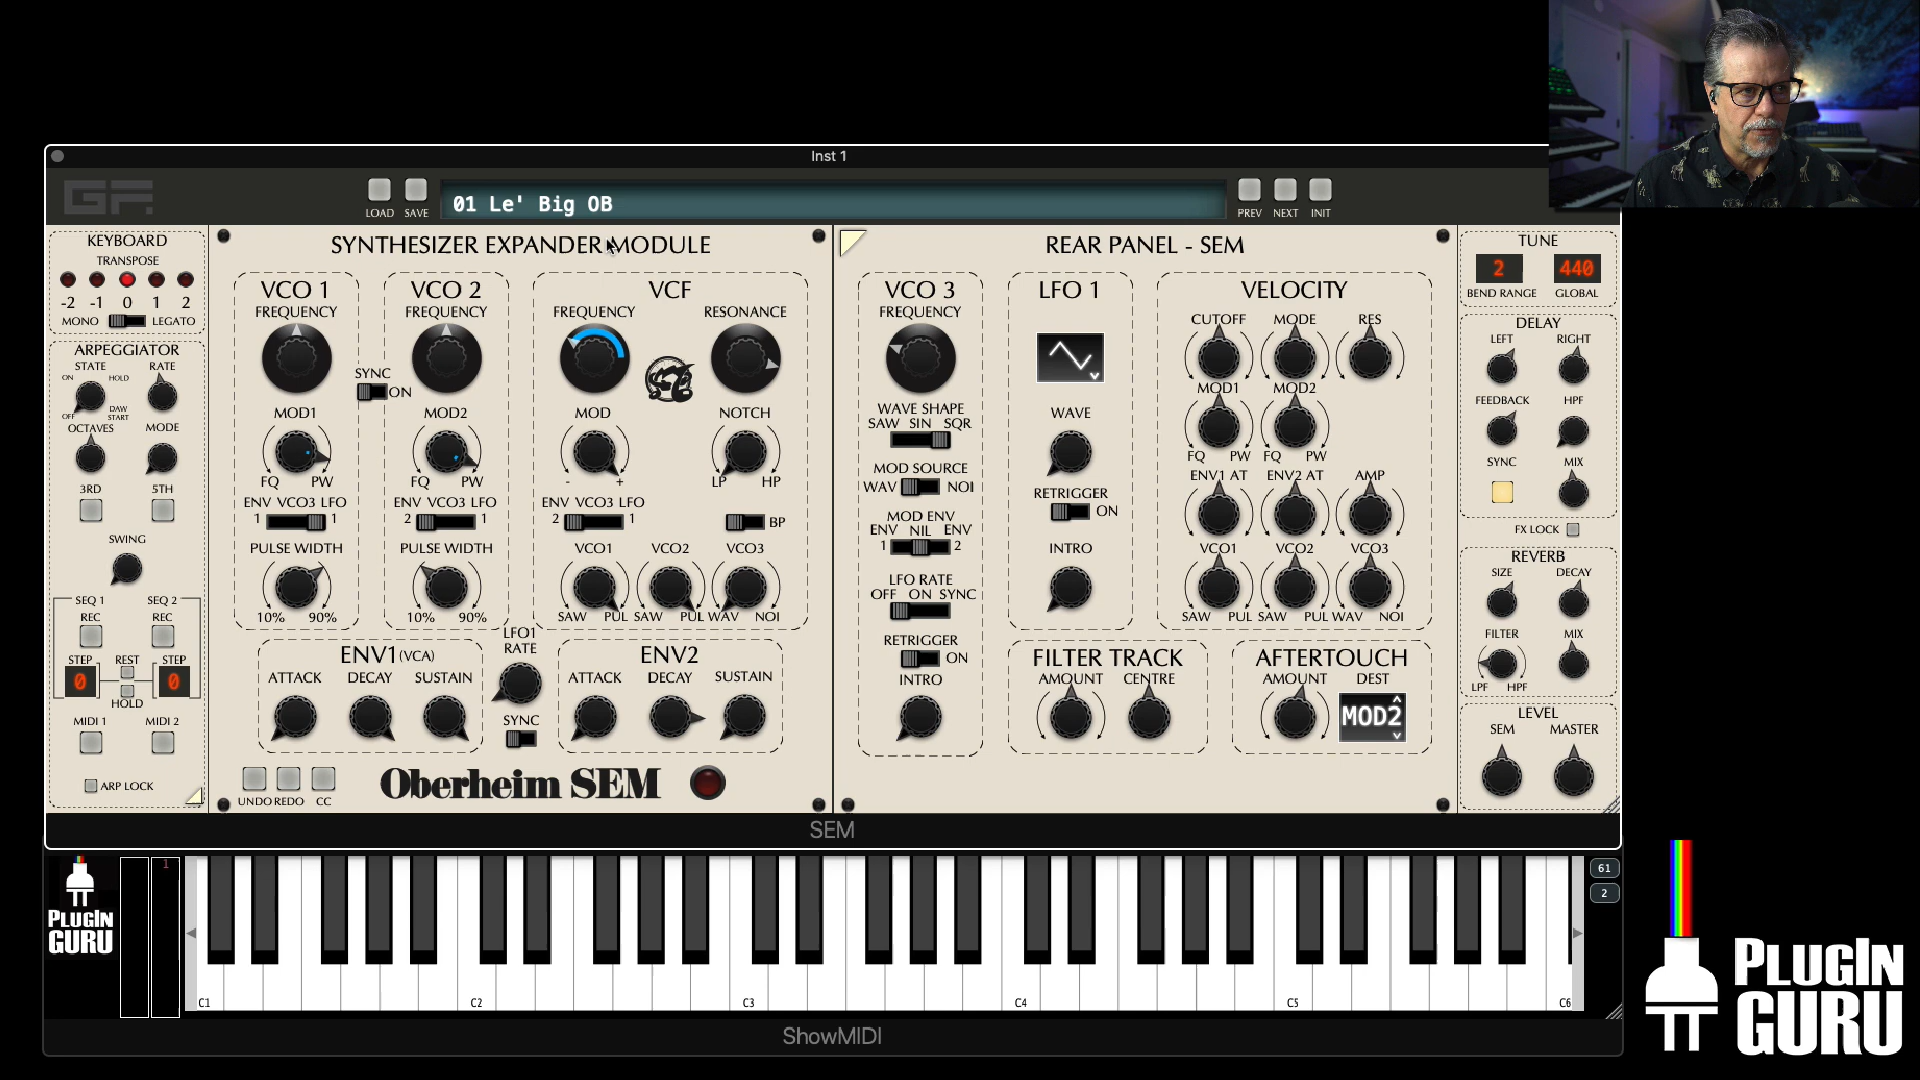 Inst 1
GF
LOAD SAVE
01 Le' Big OB
PREV NEXT INIT
KEYBOARD
TRANSPOSE
-2 -1 0 1 2
MONO LEGATO
ARPEGGIATOR
STATE RATE
ON HOLD
OFF DAW START
OCTAVES MODE
3RD 5TH
SWING
SEQ 1 SEQ 2
REC REC
STEP REST STEP
0 0
HOLD
MIDI 1 MIDI 2
ARP LOCK
SYNTHESIZER EXPANDER MODULE
VCO 1 VCO 2 VCF
FREQUENCY FREQUENCY FREQUENCY RESONANCE
SYNC
ON
MOD1 MOD2 MOD NOTCH
FQ PW FQ PW - + LP HP
ENV VCO3 LFO ENV VCO3 LFO ENV VCO3 LFO
1 1 2 1 2 1 BP
PULSE WIDTH PULSE WIDTH VCO1 VCO2 VCO3
10% 90% 10% 90% SAW PUL SAW PUL WAV NOI
ENV1 (VCA) LFO1 RATE ENV2
ATTACK DECAY SUSTAIN ATTACK DECAY SUSTAIN
SYNC
UNDO REDO CC
Oberheim SEM
REAR PANEL - SEM
VCO 3
FREQUENCY
WAVE SHAPE
SAW SIN SQR
MOD SOURCE
WAV NOI
MOD ENV
ENV NIL ENV
1 2
LFO RATE
OFF ON SYNC
RETRIGGER
ON
INTRO
LFO 1
WAVE
RETRIGGER
ON
INTRO
VELOCITY
CUTOFF MODE RES
MOD1 MOD2
FQ PW FQ PW
ENV1 AT ENV2 AT AMP
VCO1 VCO2 VCO3
SAW PUL SAW PUL WAV NOI
FILTER TRACK
AMOUNT CENTRE
AFTERTOUCH
AMOUNT DEST
MOD2
TUNE
2 440
BEND RANGE GLOBAL
DELAY
LEFT RIGHT
FEEDBACK HPF
SYNC MIX
FX LOCK
REVERB
SIZE DECAY
FILTER MIX
LPF HPF
LEVEL
SEM MASTER
SEM
PLUGIN
GURU
1
61
2
C1 C2 C3 C4 C5 C6
ShowMIDI
PLUGIN
GURU